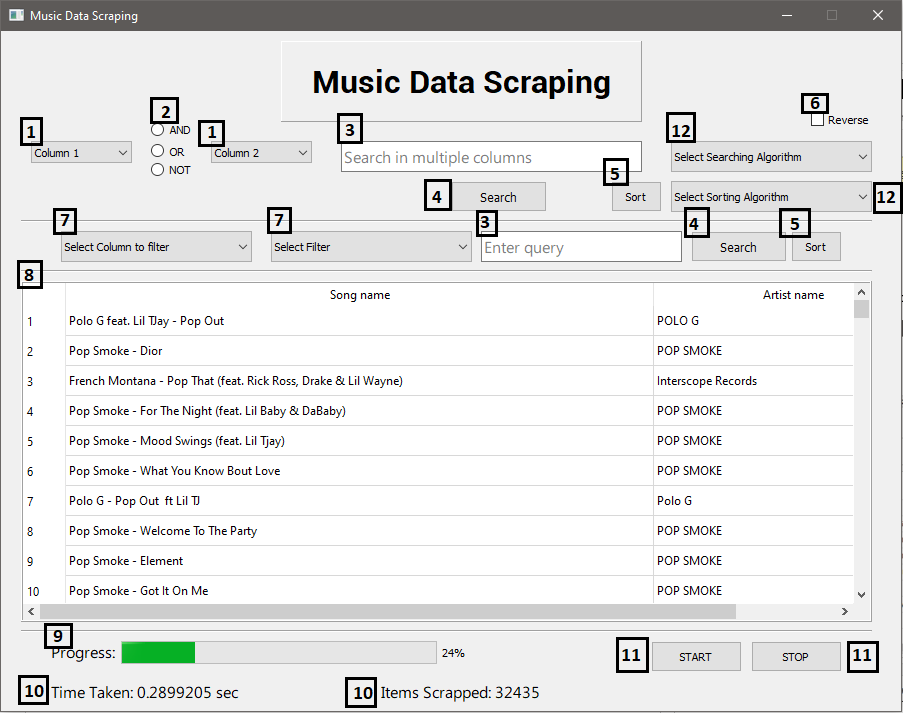 Music Data Scraping
Music Data Scraping
6
Reverse
1 2 AND 1 3 12
Column 1 OR Column 2 Search in multiple columns Select Searching Algorithm
NOT
4 Search 5 Sort Select Sorting Algorithm 12
7 7 3 4 5
Select Column to filter Select Filter Enter query Search Sort
8
Song name Artist name
1 Polo G feat. Lil TJay - Pop Out POLO G
2 Pop Smoke - Dior POP SMOKE
3 French Montana - Pop That (feat. Rick Ross, Drake & Lil Wayne) Interscope Records
4 Pop Smoke - For The Night (feat. Lil Baby & DaBaby) POP SMOKE
5 Pop Smoke - Mood Swings (feat. Lil Tjay) POP SMOKE
6 Pop Smoke - What You Know Bout Love POP SMOKE
7 Polo G - Pop Out ft Lil TJ Polo G
8 Pop Smoke - Welcome To The Party POP SMOKE
9 Pop Smoke - Element POP SMOKE
10 Pop Smoke - Got It On Me POP SMOKE
9
Progress: 24% 11 START STOP 11
10 Time Taken: 0.2899205 sec 10 Items Scrapped: 32435